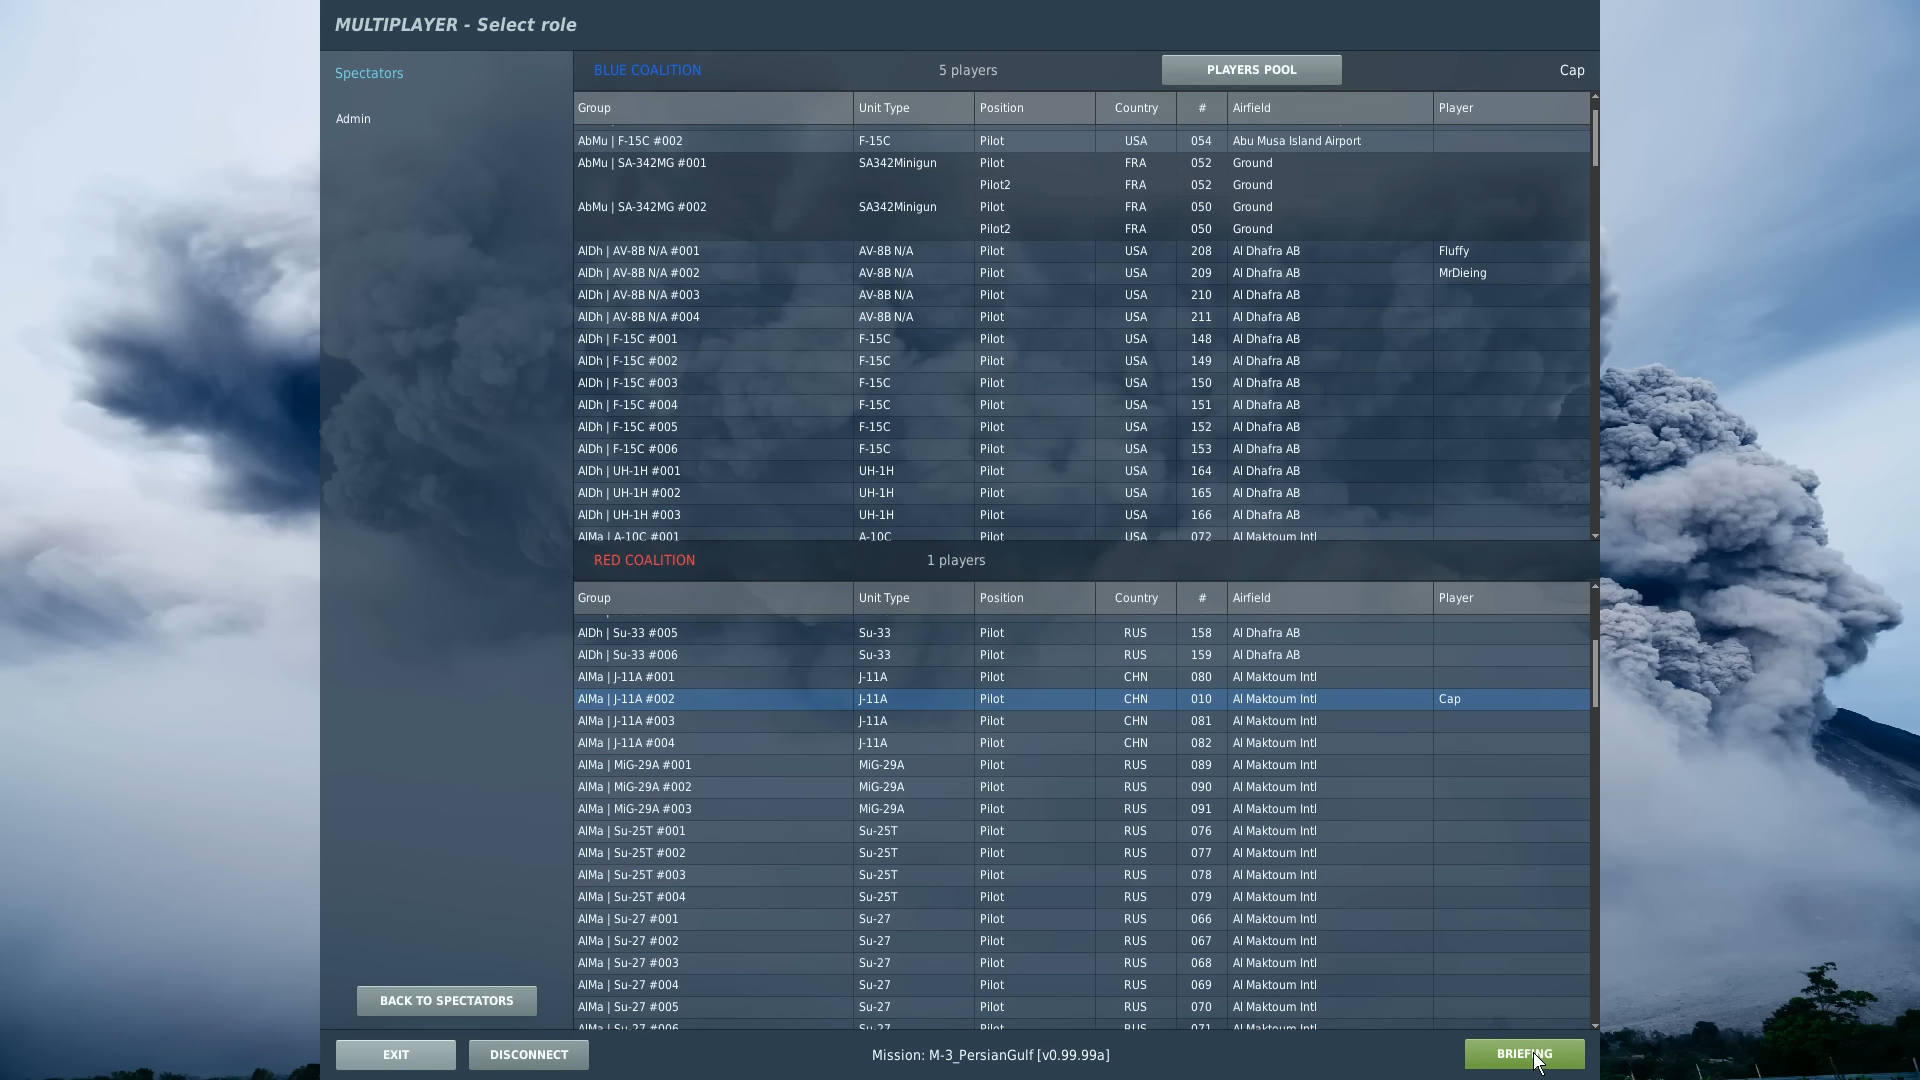 MULTIPLAYER - Select role
Spectators
Admin
BLUE COALITION 5 players PLAYERS POOL Cap
Group Unit Type Position Country # Airfield Player
AbMu | F-15C #002 F-15C Pilot USA 054 Abu Musa Island Airport
AbMu | SA-342MG #001 SA342Minigun Pilot FRA 052 Ground
Pilot2 FRA 052 Ground
AbMu | SA-342MG #002 SA342Minigun Pilot FRA 050 Ground
Pilot2 FRA 050 Ground
AlDh | AV-8B N/A #001 AV-8B N/A Pilot USA 208 Al Dhafra AB Fluffy
AlDh | AV-8B N/A #002 AV-8B N/A Pilot USA 209 Al Dhafra AB MrDieing
AlDh | AV-8B N/A #003 AV-8B N/A Pilot USA 210 Al Dhafra AB
AlDh | AV-8B N/A #004 AV-8B N/A Pilot USA 211 Al Dhafra AB
AlDh | F-15C #001 F-15C Pilot USA 148 Al Dhafra AB
AlDh | F-15C #002 F-15C Pilot USA 149 Al Dhafra AB
AlDh | F-15C #003 F-15C Pilot USA 150 Al Dhafra AB
AlDh | F-15C #004 F-15C Pilot USA 151 Al Dhafra AB
AlDh | F-15C #005 F-15C Pilot USA 152 Al Dhafra AB
AlDh | F-15C #006 F-15C Pilot USA 153 Al Dhafra AB
AlDh | UH-1H #001 UH-1H Pilot USA 164 Al Dhafra AB
AlDh | UH-1H #002 UH-1H Pilot USA 165 Al Dhafra AB
AlDh | UH-1H #003 UH-1H Pilot USA 166 Al Dhafra AB
AlMa | A-10C #001 A-10C Pilot USA 072 Al Maktoum Intl
RED COALITION 1 players
Group Unit Type Position Country # Airfield Player
AlDh | Su-33 #005 Su-33 Pilot RUS 158 Al Dhafra AB
AlDh | Su-33 #006 Su-33 Pilot RUS 159 Al Dhafra AB
AlMa | J-11A #001 J-11A Pilot CHN 080 Al Maktoum Intl
AlMa | J-11A #002 J-11A Pilot CHN 010 Al Maktoum Intl Cap
AlMa | J-11A #003 J-11A Pilot CHN 081 Al Maktoum Intl
AlMa | J-11A #004 J-11A Pilot CHN 082 Al Maktoum Intl
AlMa | MiG-29A #001 MiG-29A Pilot RUS 089 Al Maktoum Intl
AlMa | MiG-29A #002 MiG-29A Pilot RUS 090 Al Maktoum Intl
AlMa | MiG-29A #003 MiG-29A Pilot RUS 091 Al Maktoum Intl
AlMa | Su-25T #001 Su-25T Pilot RUS 076 Al Maktoum Intl
AlMa | Su-25T #002 Su-25T Pilot RUS 077 Al Maktoum Intl
AlMa | Su-25T #003 Su-25T Pilot RUS 078 Al Maktoum Intl
AlMa | Su-25T #004 Su-25T Pilot RUS 079 Al Maktoum Intl
AlMa | Su-27 #001 Su-27 Pilot RUS 066 Al Maktoum Intl
AlMa | Su-27 #002 Su-27 Pilot RUS 067 Al Maktoum Intl
AlMa | Su-27 #003 Su-27 Pilot RUS 068 Al Maktoum Intl
AlMa | Su-27 #004 Su-27 Pilot RUS 069 Al Maktoum Intl
AlMa | Su-27 #005 Su-27 Pilot RUS 070 Al Maktoum Intl
AlMa | Su-27 #006 Su-27 Pilot RUS 071 Al Maktoum Intl
BACK TO SPECTATORS
EXIT DISCONNECT Mission: M-3_PersianGulf [v0.99.99a] BRIEFING